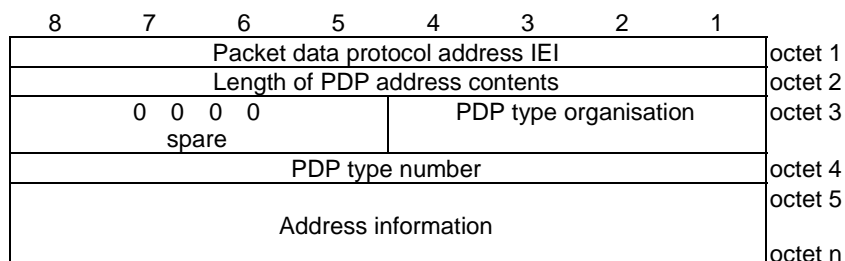 8 7 6 5 4 3 2 1
Packet data protocol address IEI octet 1
Length of PDP address contents octet 2
0 0 0 0 PDP type organisation octet 3
spare
PDP type number octet 4
octet 5
Address information
octet n